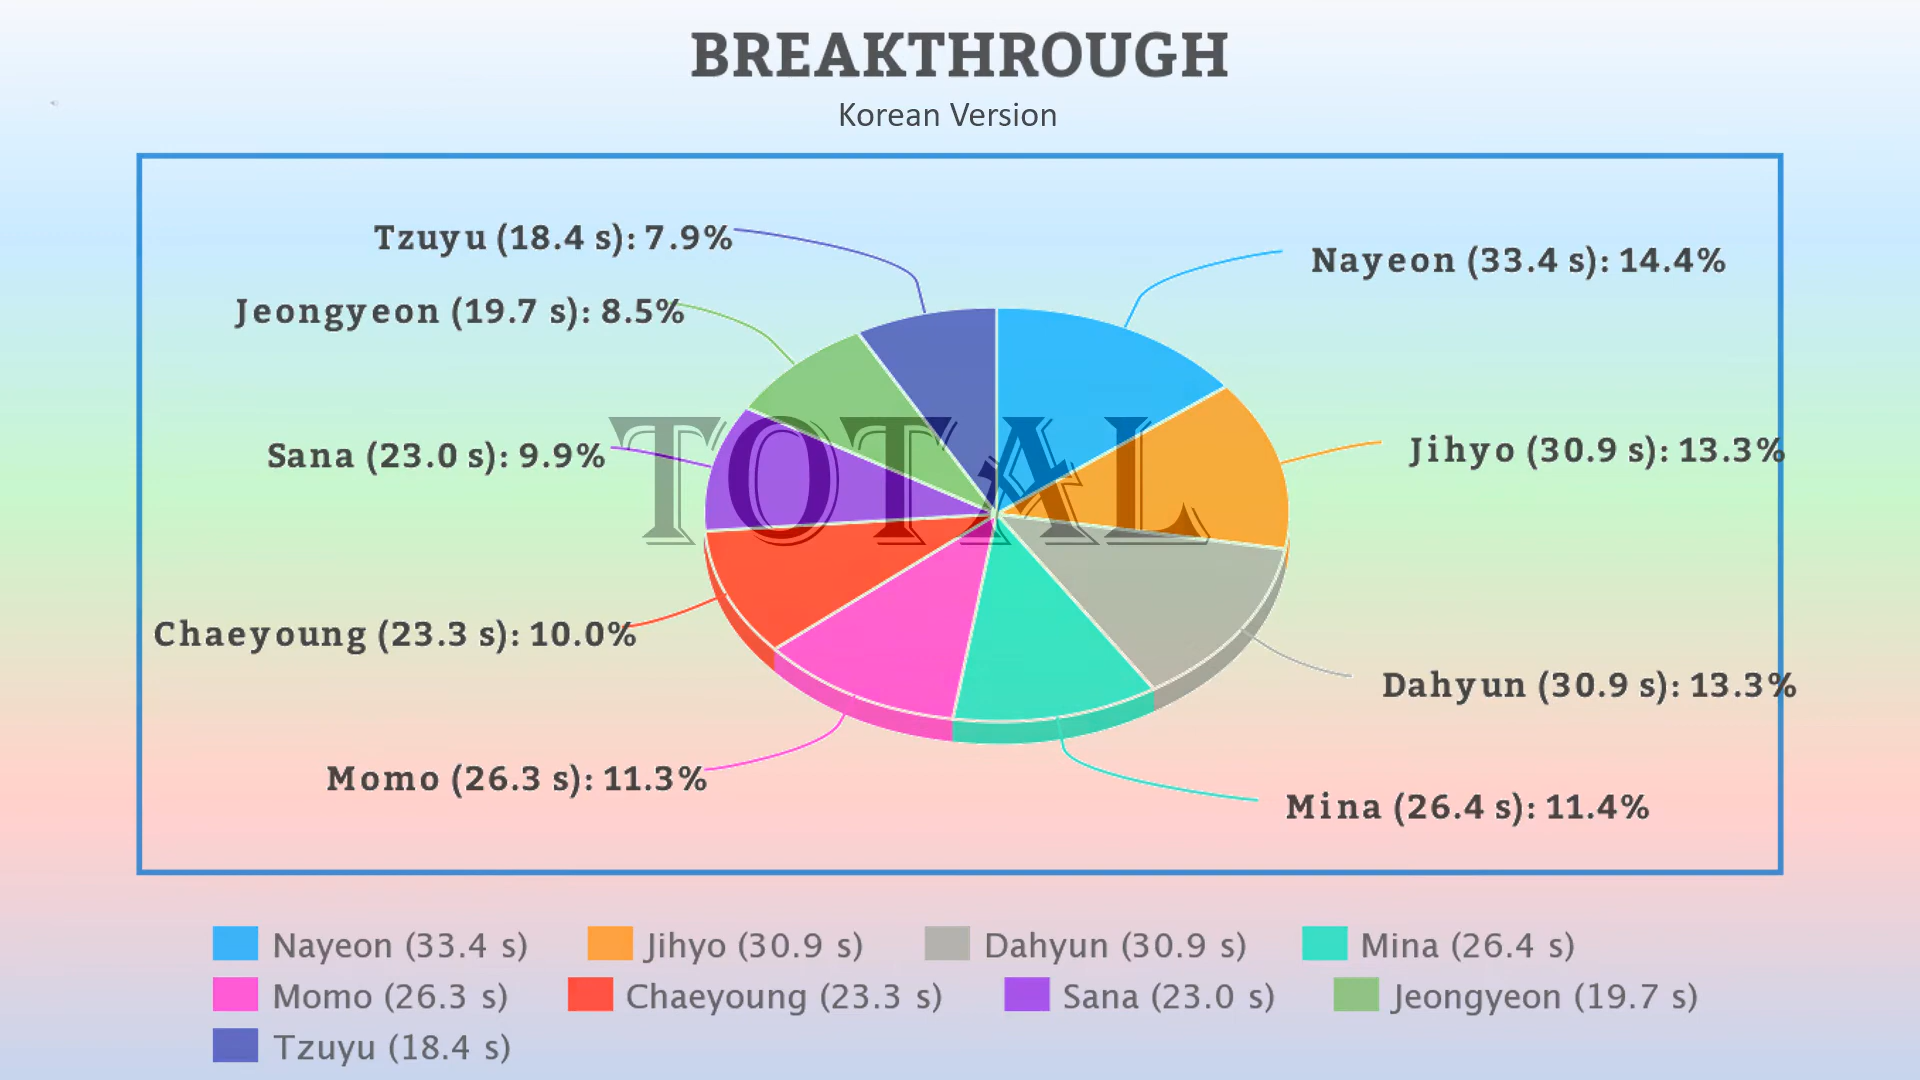 BREAKTHROUGH
Korean Version
Tzuyu (18.4 s): 7.9%
Nayeon (33.4 s): 14.4%
Jeongyeon (19.7 s): 8.5%
Sana (23.0 s): 9.9%
TOTAL
Jihyo (30.9 s): 13.3%
Chaeyoung (23.3 s): 10.0%
Dahyun (30.9 s): 13.3%
Momo (26.3 s): 11.3%
Mina (26.4 s): 11.4%
Nayeon (33.4 s) Jihyo (30.9 s) Dahyun (30.9 s) Mina (26.4 s)
Momo (26.3 s) Chaeyoung (23.3 s) Sana (23.0 s) Jeongyeon (19.7 s)
Tzuyu (18.4 s)